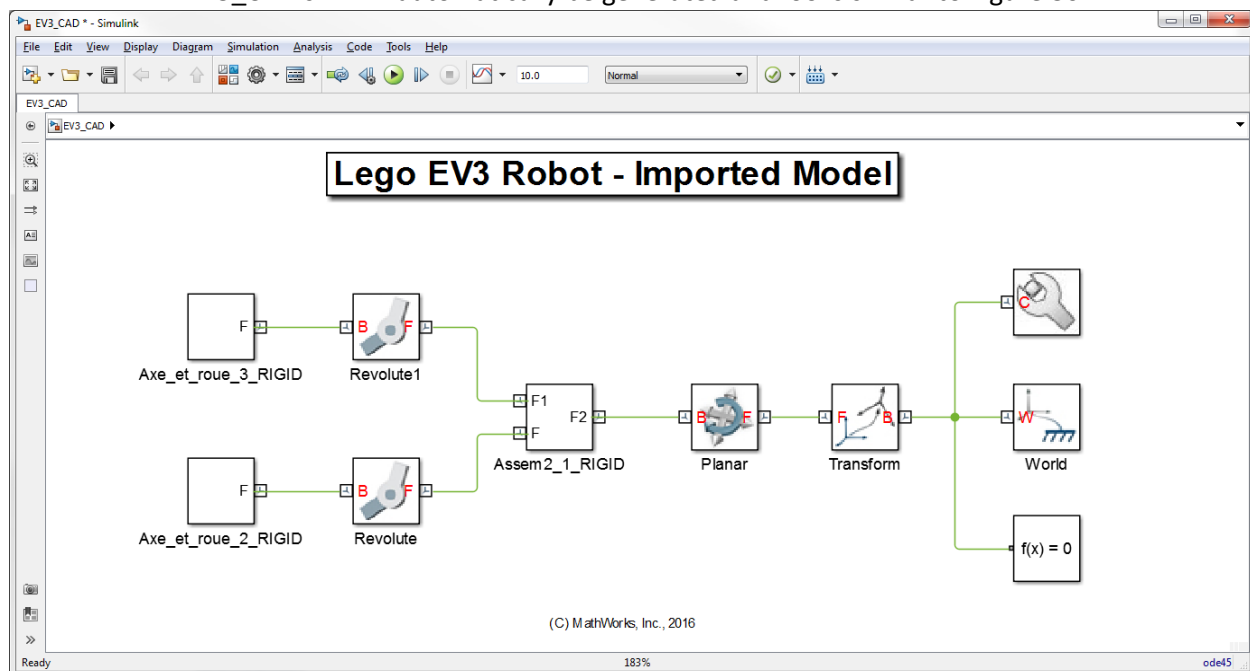 EV3_CAD * - Simulink
File Edit View Display Diagram Simulation Analysis Code Tools Help
10.0 Normal
EV3_CAD
EV3_CAD
Lego EV3 Robot - Imported Model
C
F B F
Axe_et_roue_3_RIGID Revolute1
F1
F2 B F F B W
F
Assem2_1_RIGID Planar Transform World
F B F
Axe_et_roue_2_RIGID Revolute
f(x) = 0
(C) MathWorks, Inc., 2016
Ready 183% ode45